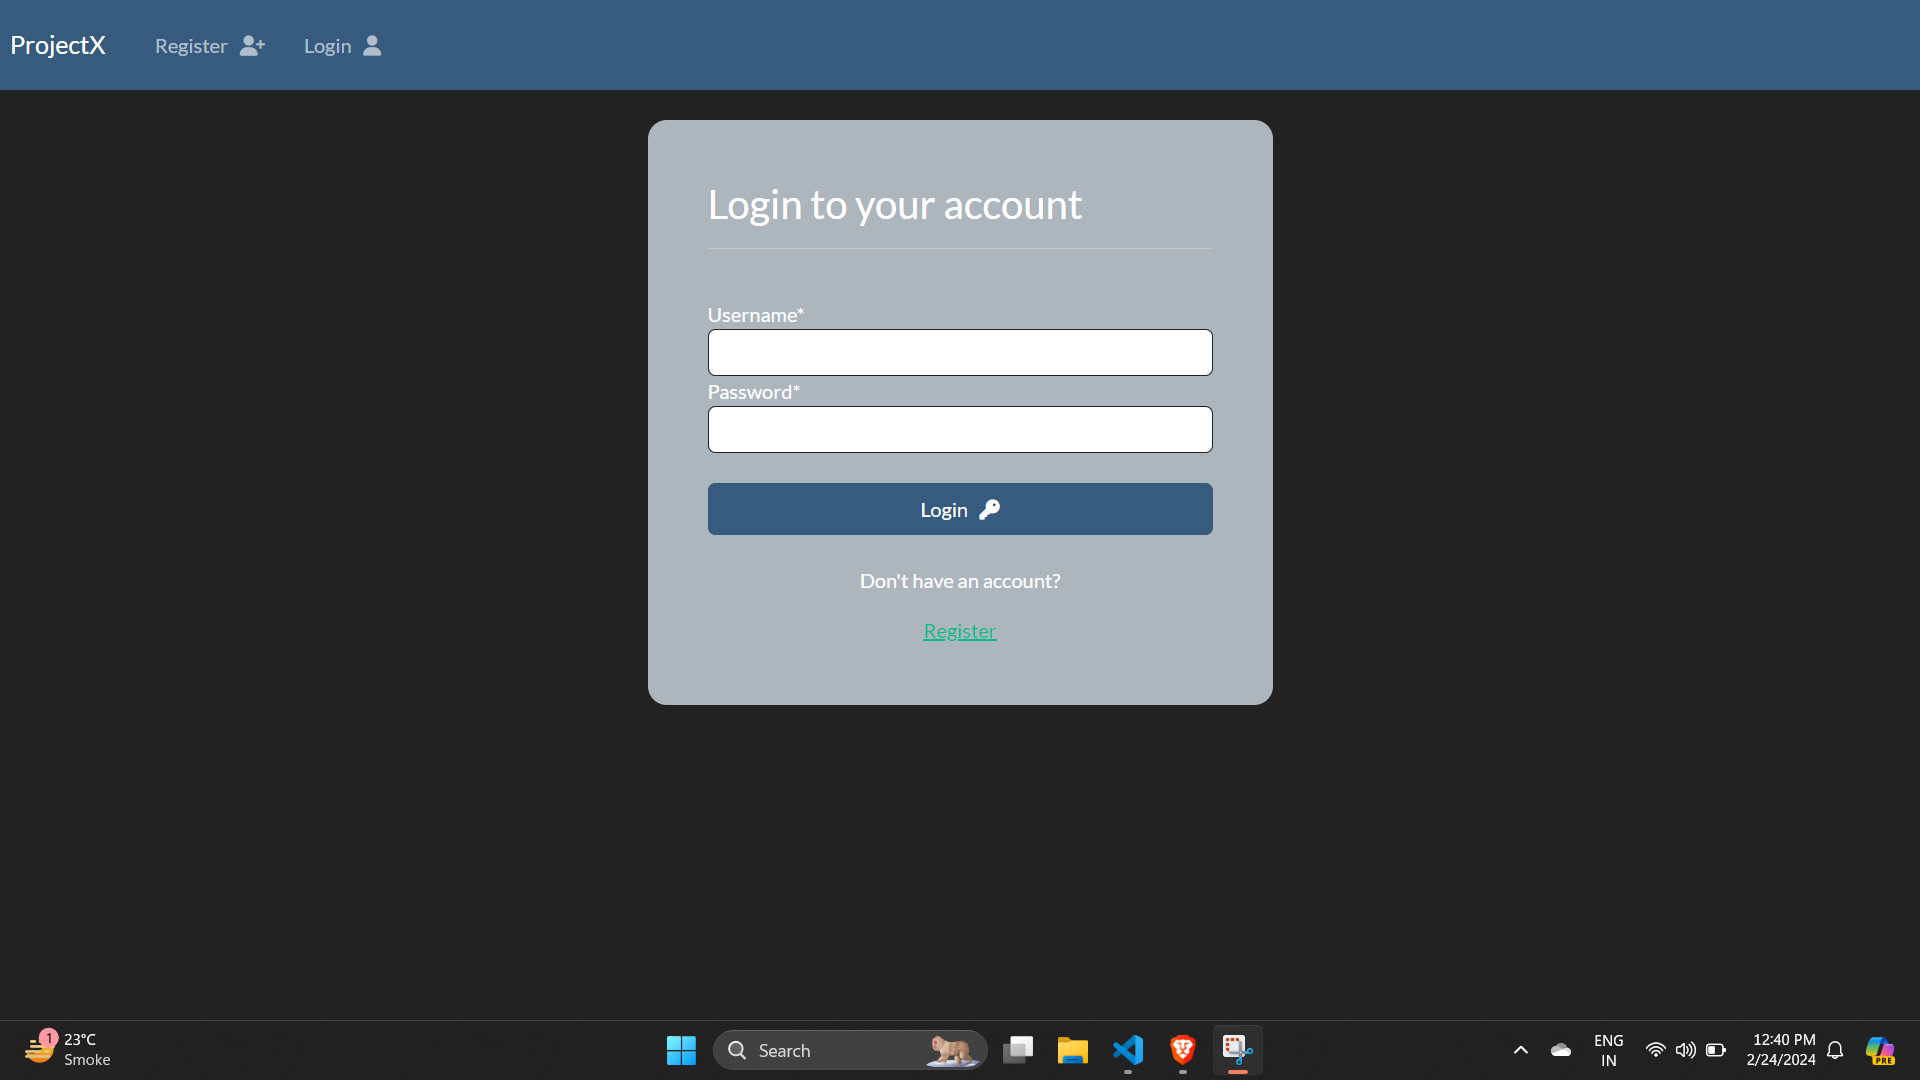 ProjectX Register Login
Login to your account
Username*
Password*
Login
Don't have an account?
Register
1
23°C
Smoke
Search
ENG
IN
12:40 PM
2/24/2024
PRE